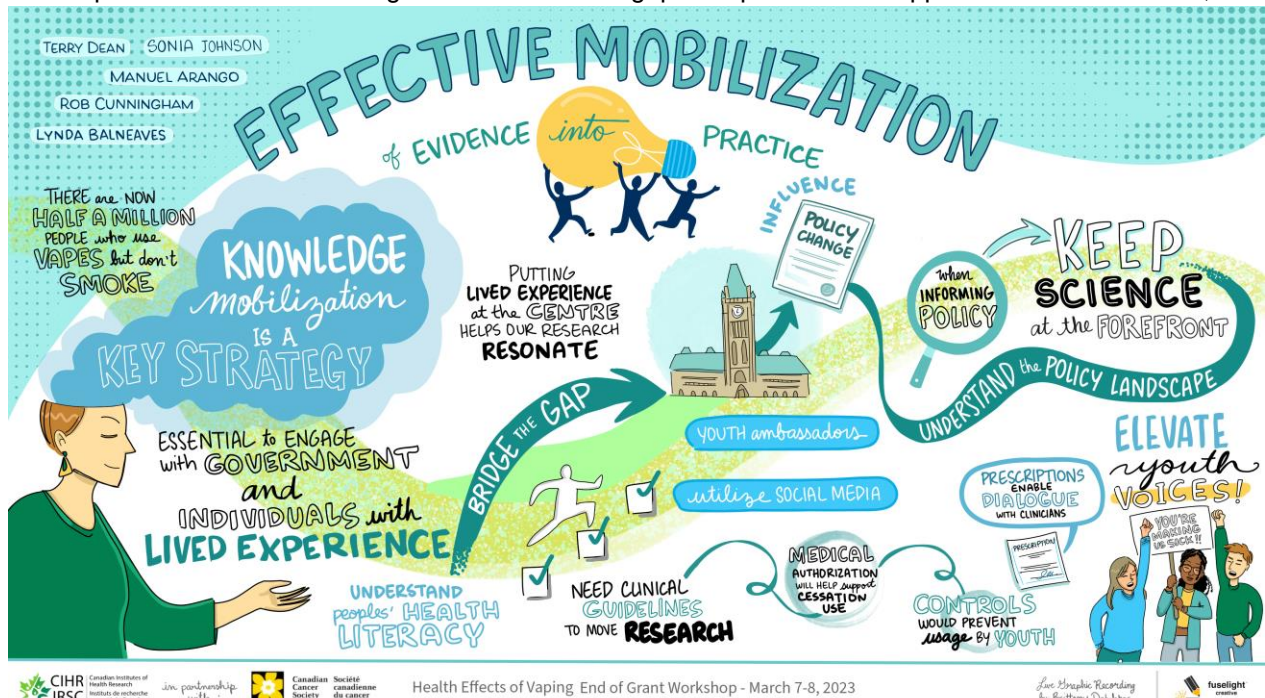 TERRY DEAN
SONIA JOHNSON
MANUEL ARANGO
ROB CUNNINGHAM
LYNDA BALNEAVES
EFFECTIVE MOBILIZATION
of EVIDENCE into PRACTICE
THERE are NOW
HALF A MILLION
PEOPLE who use
VAPES but don't
SMOKE
KNOWLEDGE
mobilization
IS A
KEY STRATEGY
PUTTING
LIVED EXPERIENCE
at the CENTRE
HELPS OUR RESEARCH
RESONATE
INFLUENCE
POLICY
CHANGE
when
INFORMING
POLICY
KEEP
SCIENCE
at the FOREFRONT
UNDERSTAND the POLICY LANDSCAPE
ESSENTIAL to ENGAGE
with GOVERNMENT
and
INDIVIDUALS with
LIVED EXPERIENCE
BRIDGE the GAP
YOUTH ambassadors
utilize SOCIAL MEDIA
UNDERSTAND
peoples' HEALTH
LITERACY
NEED CLINICAL
GUIDELINES
TO MOVE RESEARCH
MEDICAL
AUTHORIZATION
WILL HELP support
CESSATION
USE
CONTROLS
WOULD PREVENT
usage BY YOUTH
PRESCRIPTIONS
ENABLE
DIALOGUE
WITH CLINICIANS
PRESCRIPTION
ELEVATE
youth
VOICES!
YOU'RE
MAKING
US SICK!!
CIHR
IRSC
Canadian Institutes of
Health Research
Instituts de recherche
in partnership
Canadian
Cancer
Society
Société
canadienne
du cancer
Health Effects of Vaping End of Grant Workshop - March 7-8, 2023
Live Graphic Recording
fuselight
creative